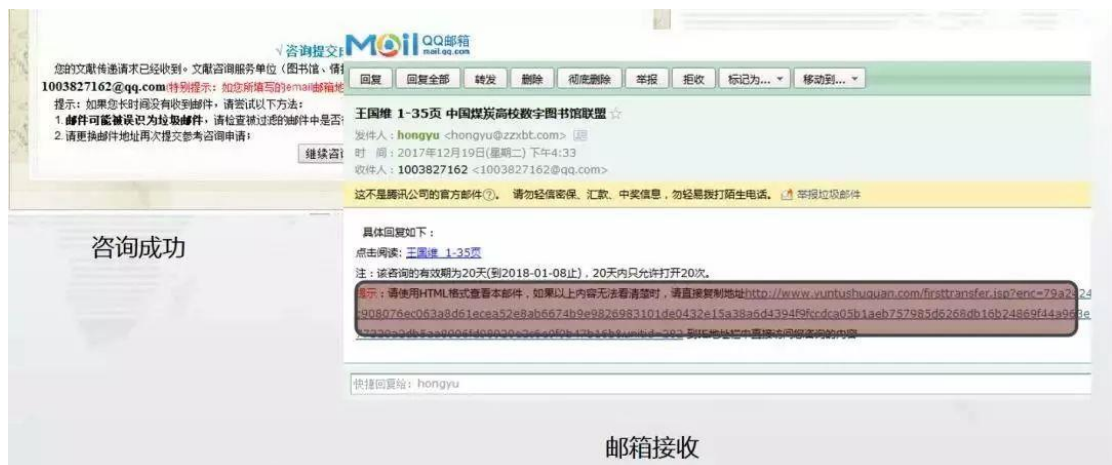 √咨询提交
您的文献传递请求已经收到。文献咨询服务单位（图书馆、情
1003827162@qq.com(特别提示：如您所填写的email邮箱地
提示：如果您长时间没有收到邮件，请尝试以下方法：
1.邮件可能被误识为垃圾邮件，请检查被过滤的邮件中是否
2.请更换邮件地址再次提交参考咨询申请；
继续咨
咨询成功
Mail QQ邮箱
mail.qq.com
回复 回复全部 转发 删除 彻底删除 举报 拒收 标记为... 移动到...
王国维 1-35页 中国煤炭高校数字图书馆联盟 ☆
发件人：hongyu <hongyu@zzxbt.com>
时 间：2017年12月19日(星期二) 下午4:33
收件人：1003827162 <1003827162@qq.com>
这不是腾讯公司的官方邮件?。 请勿轻信密保、汇款、中奖信息，勿轻易拨打陌生电话。 举报垃圾邮件
具体回复如下：
点击阅读: 王国维 1-35页
注：该咨询的有效期为20天(到2018-01-08止)，20天内只允许打开20次。
提示：请使用HTML格式查看本邮件，如果以上内容无法看清楚时，请直接复制地址http://www.yuntushuguan.com/firsttransfer.jsp?enc=79a2424
c908076ec063a8d61ecea52e8ab6674b9e9826983101de0432e15a38a6d4394f9fccdca05b1aeb757985d6268db16b24869f44a963e
到IE地址栏中直接访问您咨询的内容
快捷回复给：hongyu
邮箱接收